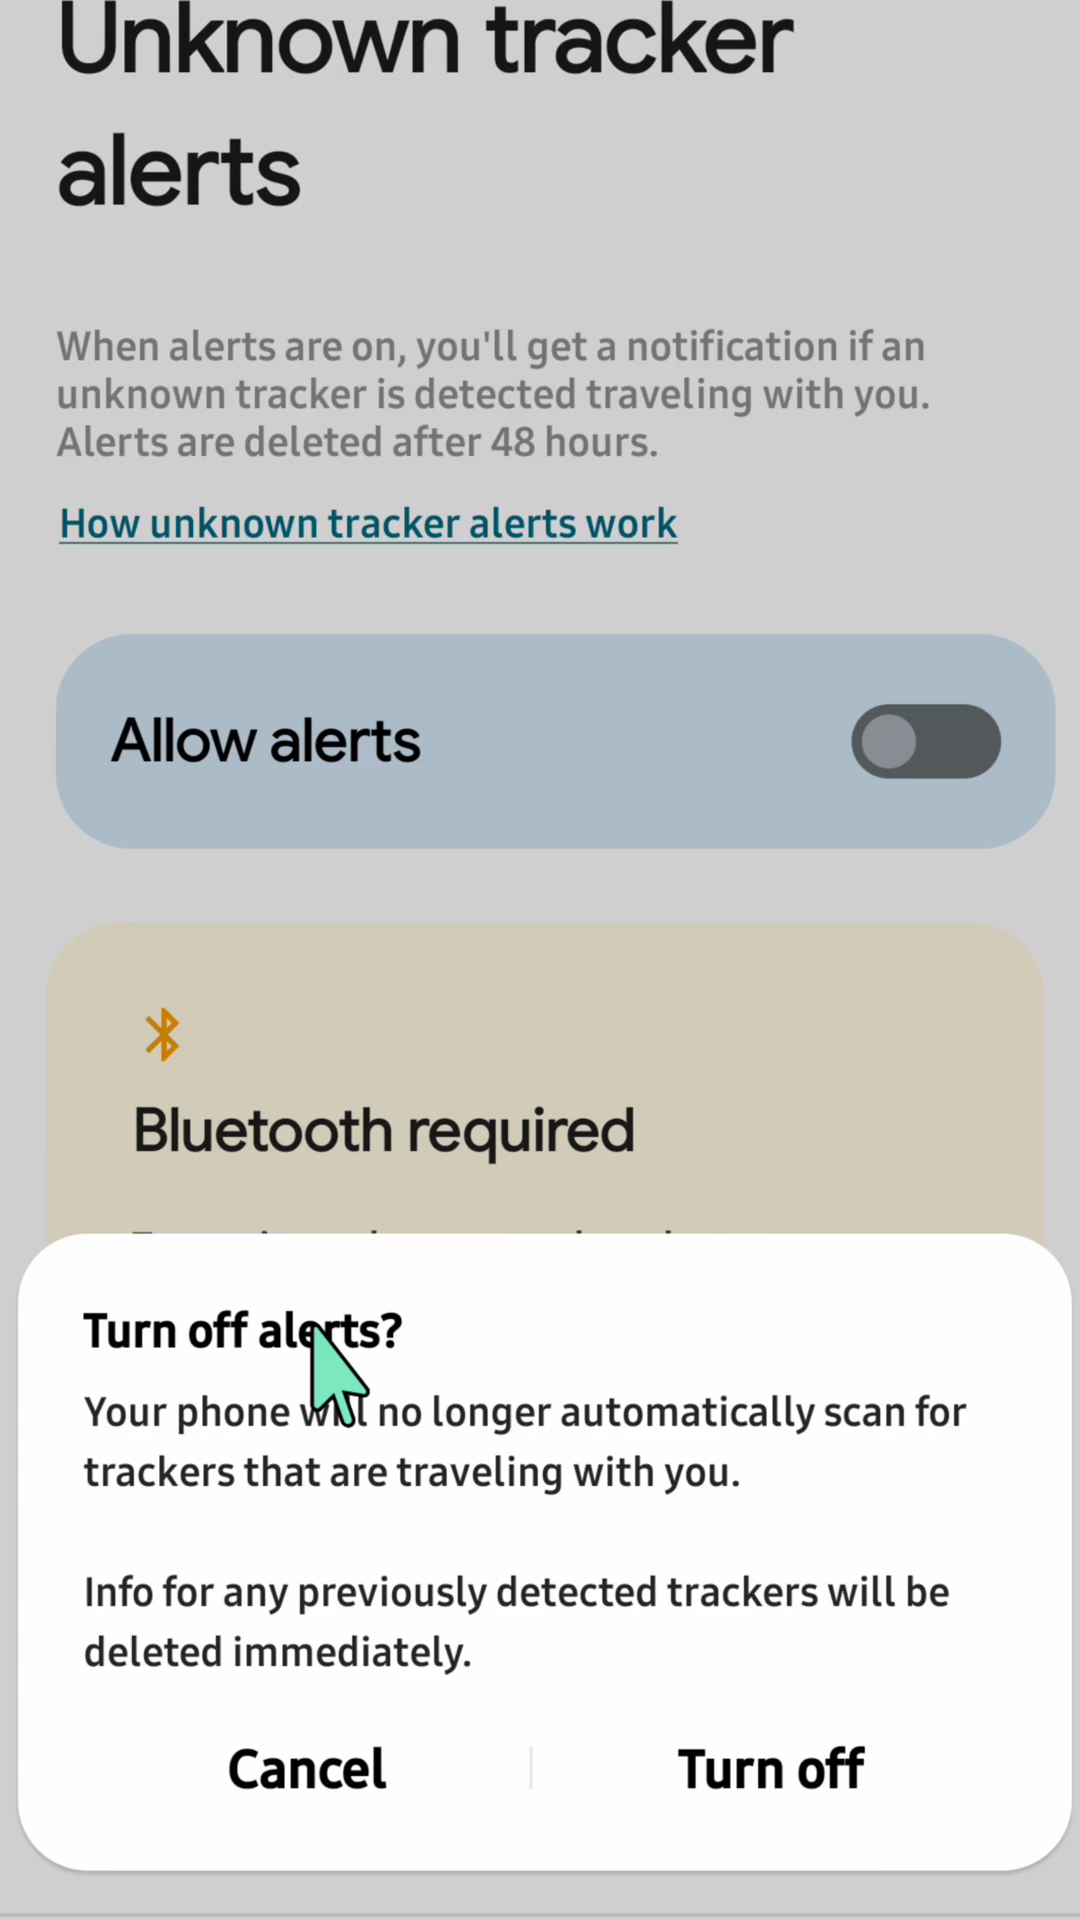 Unknown tracker
alerts
When alerts are on, you'll get a notification if an
unknown tracker is detected traveling with you.
Alerts are deleted after 48 hours.
How unknown tracker alerts work
Allow alerts
Bluetooth required
Turn off alerts?
Your phone will no longer automatically scan for
trackers that are traveling with you.
Info for any previously detected trackers will be
deleted immediately.
Cancel
Turn off